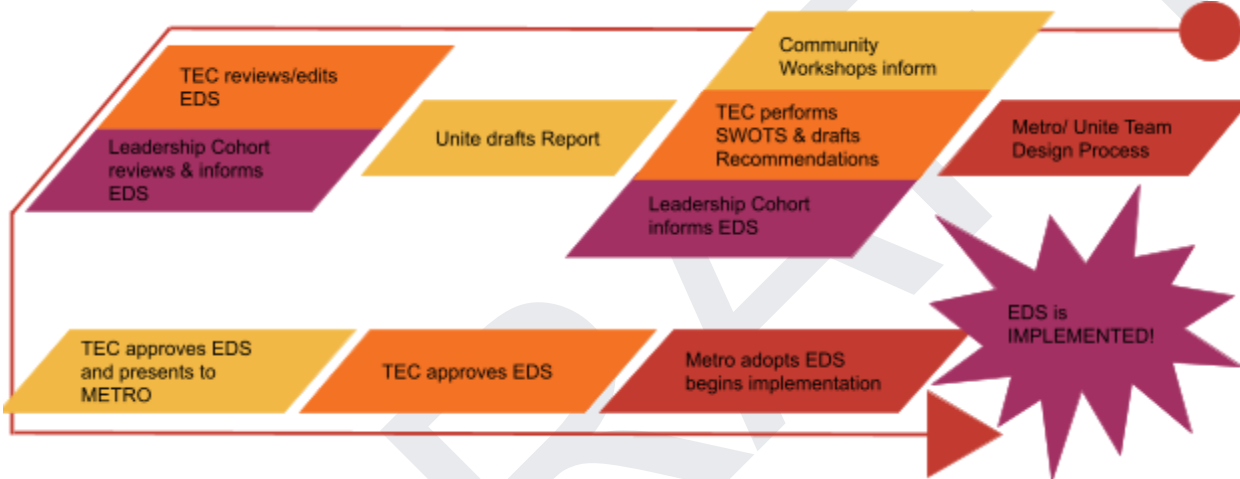 TEC reviews/edits
EDS
Leadership Cohort
reviews & informs
EDS
Unite drafts Report
Community
Workshops inform
TEC performs
SWOTS & drafts
Recommendations
Leadership Cohort
informs EDS
Metro/ Unite Team
Design Process
TEC approves EDS
and presents to
METRO
TEC approves EDS
Metro adopts EDS
begins implementation
EDS is
IMPLEMENTED!